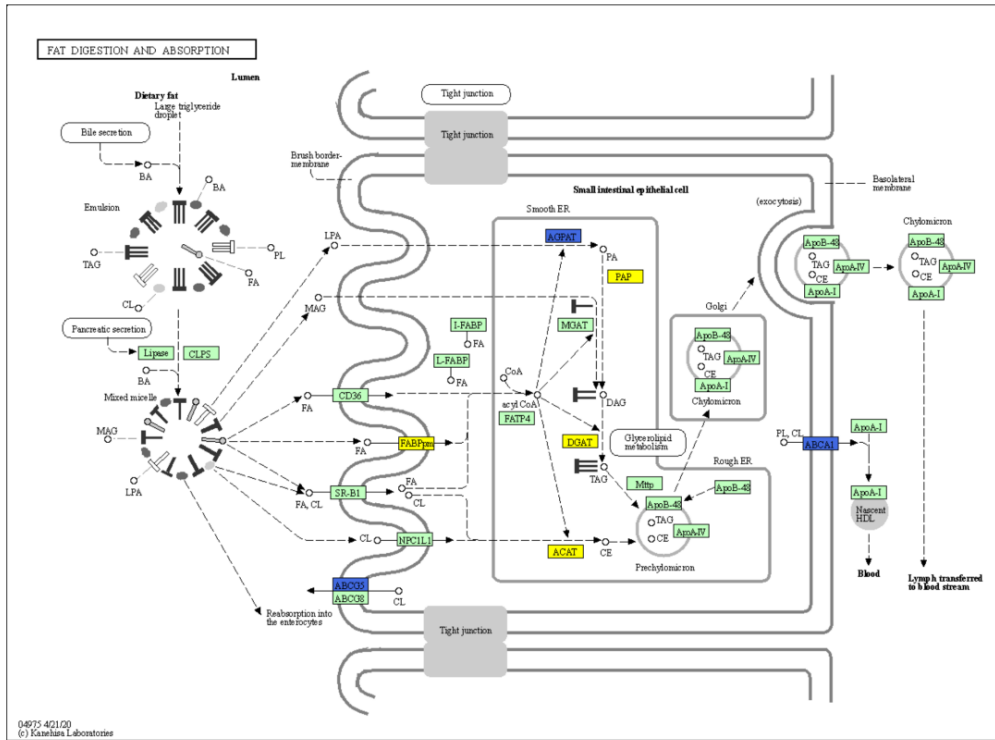 FAT DIGESTION AND ABSORPTION
Lumen
Dietary fat
Large triglyceride
droplet
Bile secretion
BA
BA
Emulsion
TAG
PL
FA
CL
Pancreatic secretion
Lipase
CLPS
BA
Mixed micelle
MAG
LPA
Reabsorption into
the enterocytes
Tight junction
Tight junction
Brush border-
membrane
Small intestinal epithelial cell
Basolateral
membrane
(exocytosis)
Smooth ER
LPA
AGPAT
PA
PAP
MAG
MGAT
I-FABP
FA
L-FABP
FA
CoA
acyl CoA
FATP4
DAG
DGAT
Glycerolipid
metabolism
TAG
FA
CD36
FA
FABPpm
FA, CL
SR-B1
FA
CL
CL
NPC1L1
ACAT
CE
ABCG5
ABCG8
CL
Golgi
ApoB-48
TAG
CE
ApoA-IV
ApoA-I
Chylomicron
Rough ER
Mttp
ApoB-48
ApoB-48
TAG
CE
ApoA-IV
Prechylomicron
ApoB-48
TAG
CE
ApoA-IV
ApoA-I
Chylomicron
ApoB-48
TAG
CE
ApoA-IV
ApoA-I
PL, CL
ABCA1
ApoA-I
ApoA-I
Nascent
HDL
Blood
Lymph transferred
to blood stream
Tight junction
04975 4/21/20
(c) Kanehisa Laboratories